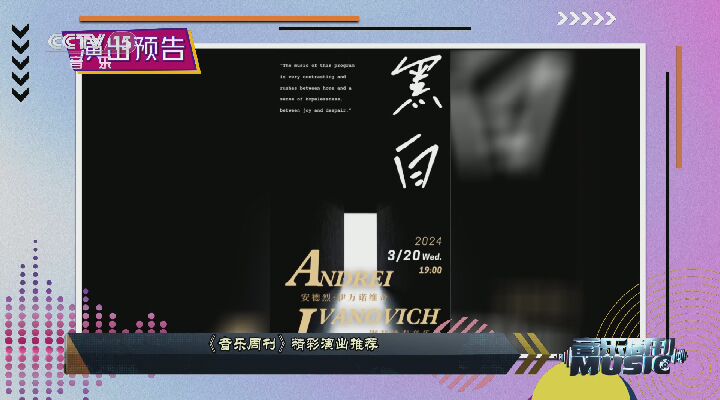 CCTV 15
音乐
演出预告
"The music of this program
is very contrasting and
rushes between hope and a
sense of hopelessness,
between joy and despair."
黑
白
2024
3/20 Wed.
19:00
ANDREI
安德烈·伊万诺维奇
IVANOVICH
《音乐周刊》精彩演出推荐
音乐周刊
MUSIC